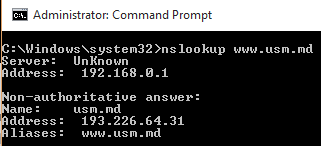 Administrator: Command Prompt
C:\Windows\system32>nslookup www.usm.md
Server:  UnKnown
Address:  192.168.0.1
Non-authoritative answer:
Name:    usm.md
Address:  193.226.64.31
Aliases:  www.usm.md